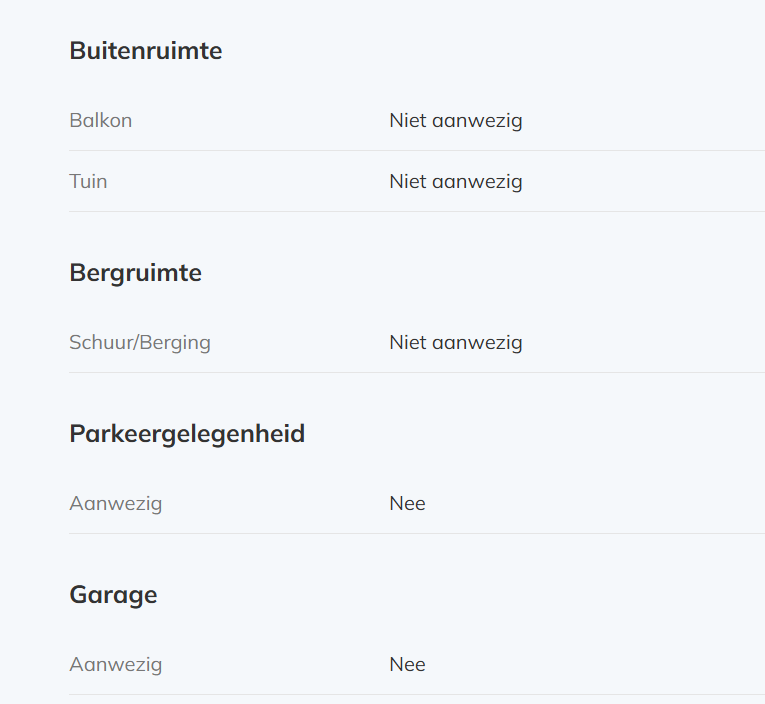 Buitenruimte
Balkon Niet aanwezig
Tuin Niet aanwezig
Bergruimte
Schuur/Berging Niet aanwezig
Parkeergelegenheid
Aanwezig Nee
Garage
Aanwezig Nee